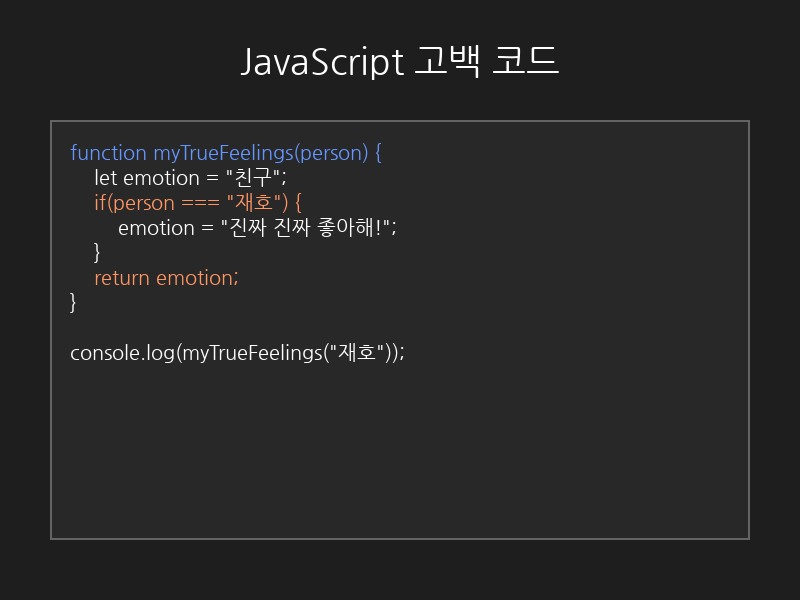 JavaScript 고백 코드
function myTrueFeelings(person) {
    let emotion = "친구";
    if(person === "재호") {
        emotion = "진짜 진짜 좋아해!";
    }
    return emotion;
}
console.log(myTrueFeelings("재호"));